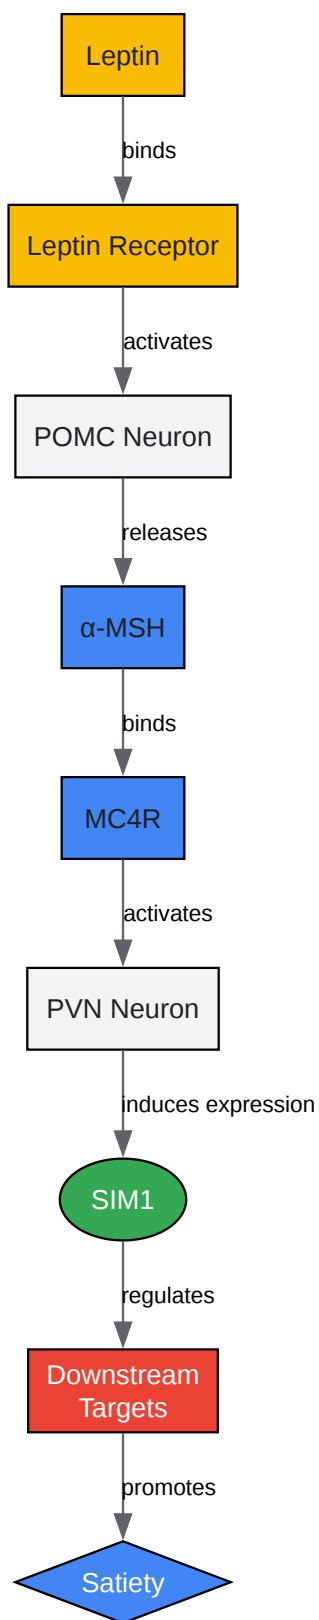 Leptin
binds
Leptin Receptor
activates
POMC Neuron
releases
α-MSH
binds
MC4R
activates
PVN Neuron
induces expression
SIM1
regulates
Downstream
Targets
promotes
Satiety